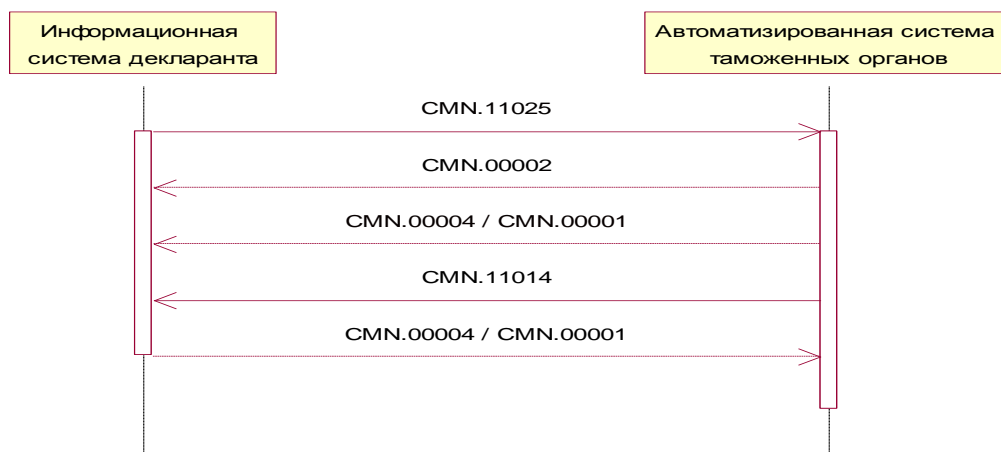 Информационная
система декларанта
Автоматизированная система
таможенных органов
CMN.11025
CMN.00002
CMN.00004 / CMN.00001
CMN.11014
CMN.00004 / CMN.00001